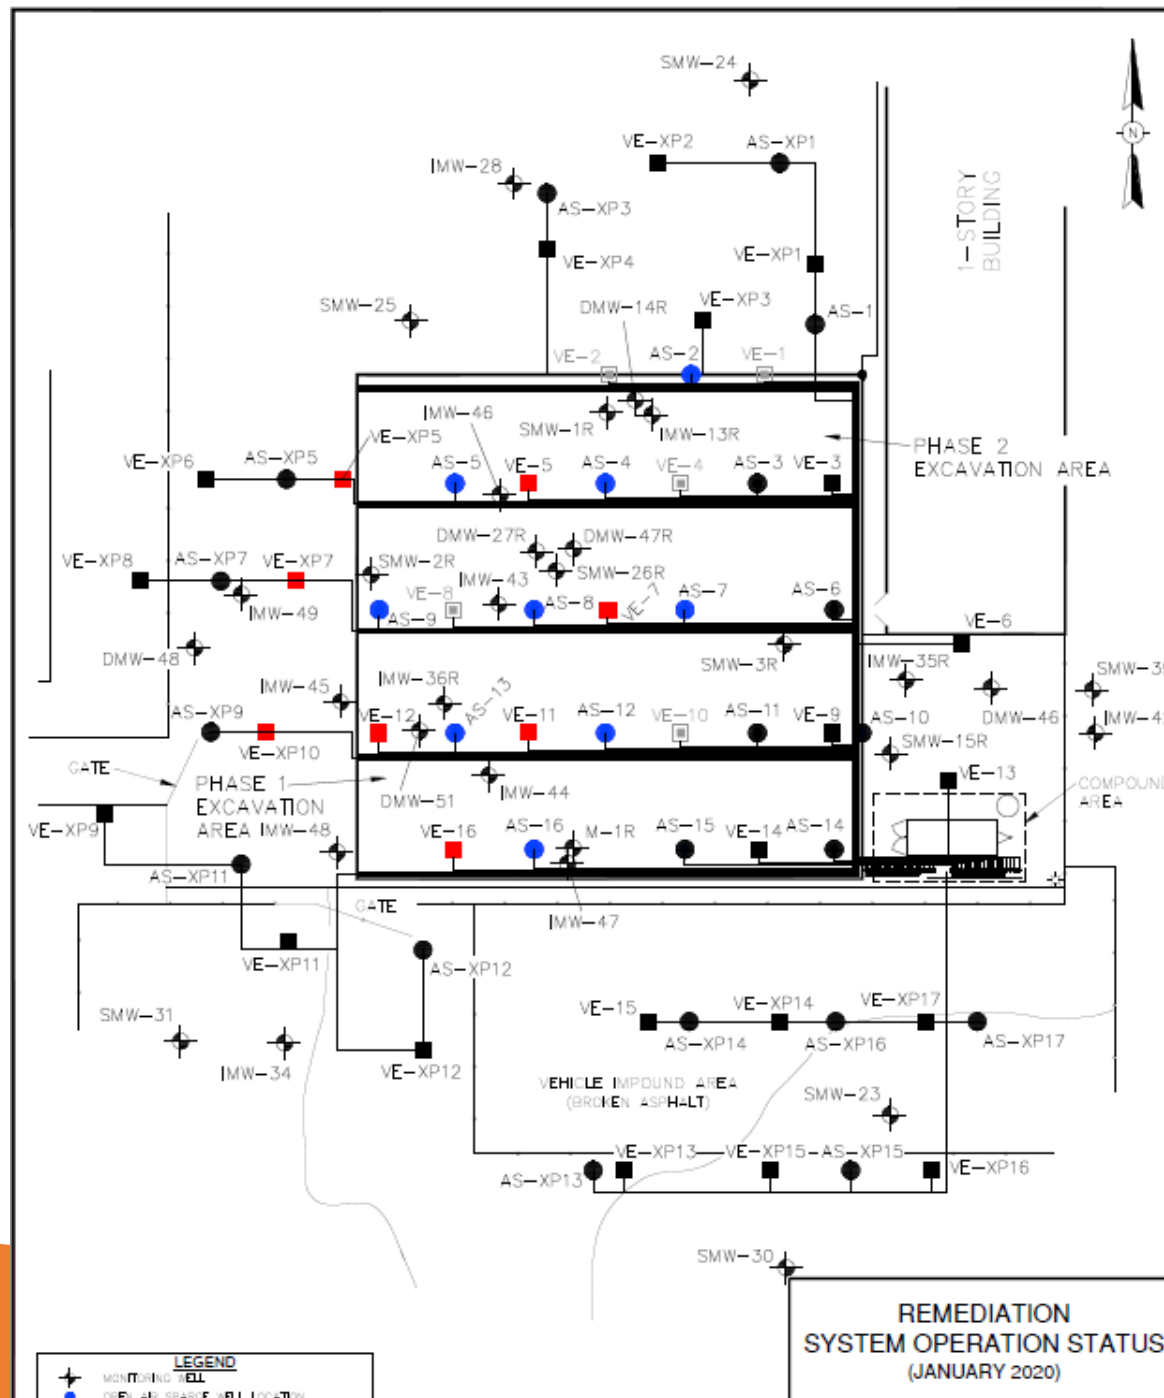 SMW-24
N
VE-XP2
AS-XP1
IMW-28
AS-XP3
1-STORY
BUILDING
VE-XP4
VE-XP1
SMW-25
DMW-14R
VE-XP3
AS-1
VE-2
AS-2
VE-1
IMW-46
SMW-1R
IMW-13R
VE-XP5
PHASE 2
EXCAVATION AREA
VE-XP6
AS-XP5
AS-5
VE-5
AS-4
VE-4
AS-3
VE-3
DMW-27R
DMW-47R
VE-XP8
AS-XP7
VE-XP7
SMW-2R
SMW-26R
IMW-43
VE-8
AS-8
VE-7
AS-7
AS-6
IMW-49
AS-9
VE-6
DMW-48
SMW-3R
IMW-35R
IMW-45
IMW-36R
AS-13
DMW-46
AS-XP9
VE-12
VE-11
AS-12
VE-10
AS-11
VE-9
AS-10
VE-XP10
SMW-15R
GATE
PHASE 1
EXCAVATION
AREA
DMW-51
IMW-44
VE-13
COMPOUND
AREA
VE-XP9
IMW-48
VE-16
AS-16
M-1R
AS-15
VE-14
AS-14
AS-XP11
GATE
IMW-47
VE-XP11
AS-XP12
SMW-31
IMW-34
VE-XP12
VE-15
VE-XP14
VE-XP17
AS-XP14
AS-XP16
AS-XP17
VEHICLE IMPOUND AREA
(BROKEN ASPHALT)
SMW-23
VE-XP13
VE-XP15
AS-XP15
AS-XP13
VE-XP16
SMW-30
REMEDIATION
SYSTEM OPERATION STATUS
(JANUARY 2020)
LEGEND
MONITORING WELL
OPEN AIR SPARGE WELL LOCATION